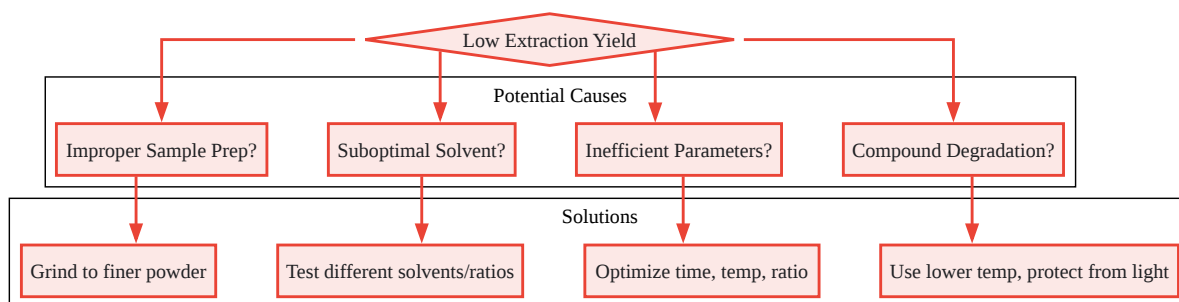 Low Extraction Yield
Potential Causes
Improper Sample Prep?
Suboptimal Solvent?
Inefficient Parameters?
Compound Degradation?
Solutions
Grind to finer powder
Test different solvents/ratios
Optimize time, temp, ratio
Use lower temp, protect from light